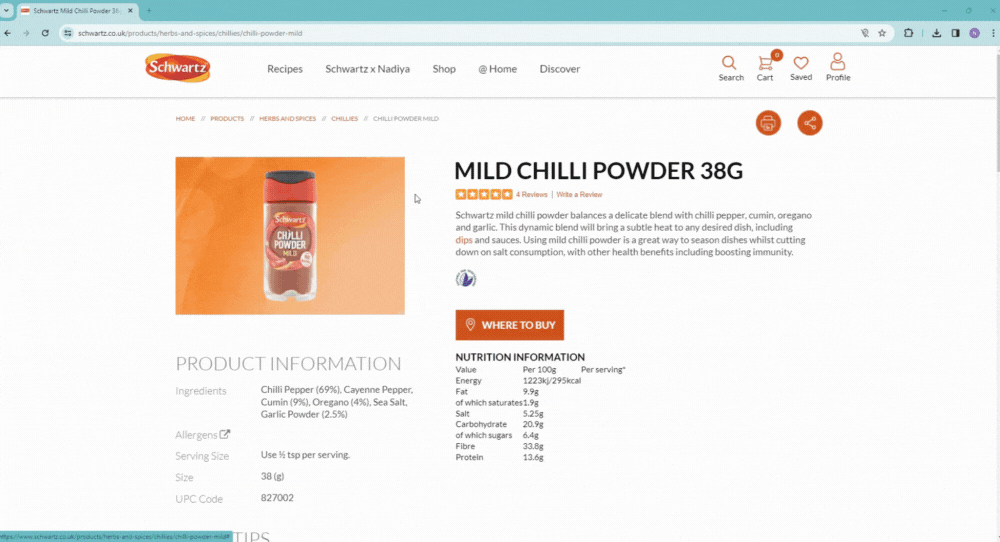 Schwartz Mild Chilli Powder 38g
schwartz.co.uk/products/herbs-and-spices/chillies/chilli-powder-mild
Schwartz
Recipes
Schwartz x Nadiya
Shop
@ Home
Discover
Search
0
Cart
Saved
Profile
HOME // PRODUCTS // HERBS AND SPICES // CHILLIES // CHILLI POWDER MILD
Schwartz
CHILLI
POWDER
MILD
MILD CHILLI POWDER 38G
4 Reviews | Write a Review
Schwartz mild chilli powder balances a delicate blend with chilli pepper, cumin, oregano
and garlic. This dynamic blend will bring a subtle heat to any desired dish, including
dips and sauces. Using mild chilli powder is a great way to season dishes whilst cutting
down on salt consumption, with other health benefits including boosting immunity.
WHERE TO BUY
NUTRITION INFORMATION
Value Per 100g Per serving*
Energy 1223kj/295kcal
Fat 9.9g
of which saturates 1.9g
Salt 5.25g
Carbohydrate 20.9g
of which sugars 6.4g
Fibre 33.8g
Protein 13.6g
PRODUCT INFORMATION
Ingredients Chilli Pepper (69%), Cayenne Pepper,
Cumin (9%), Oregano (4%), Sea Salt,
Garlic Powder (2.5%)
Allergens
Serving Size Use ½ tsp per serving.
Size 38 (g)
UPC Code 827002
TIPS
https://www.schwartz.co.uk/products/herbs-and-spices/chillies/chilli-powder-mild#